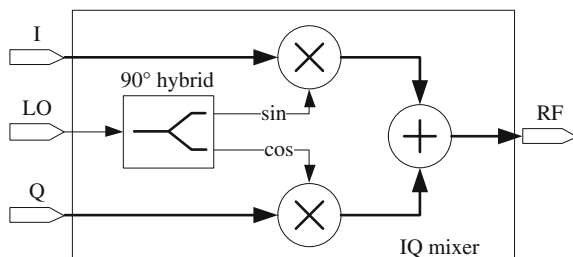 I
90° hybrid
LO
sin
RF
cos
Q
IQ mixer